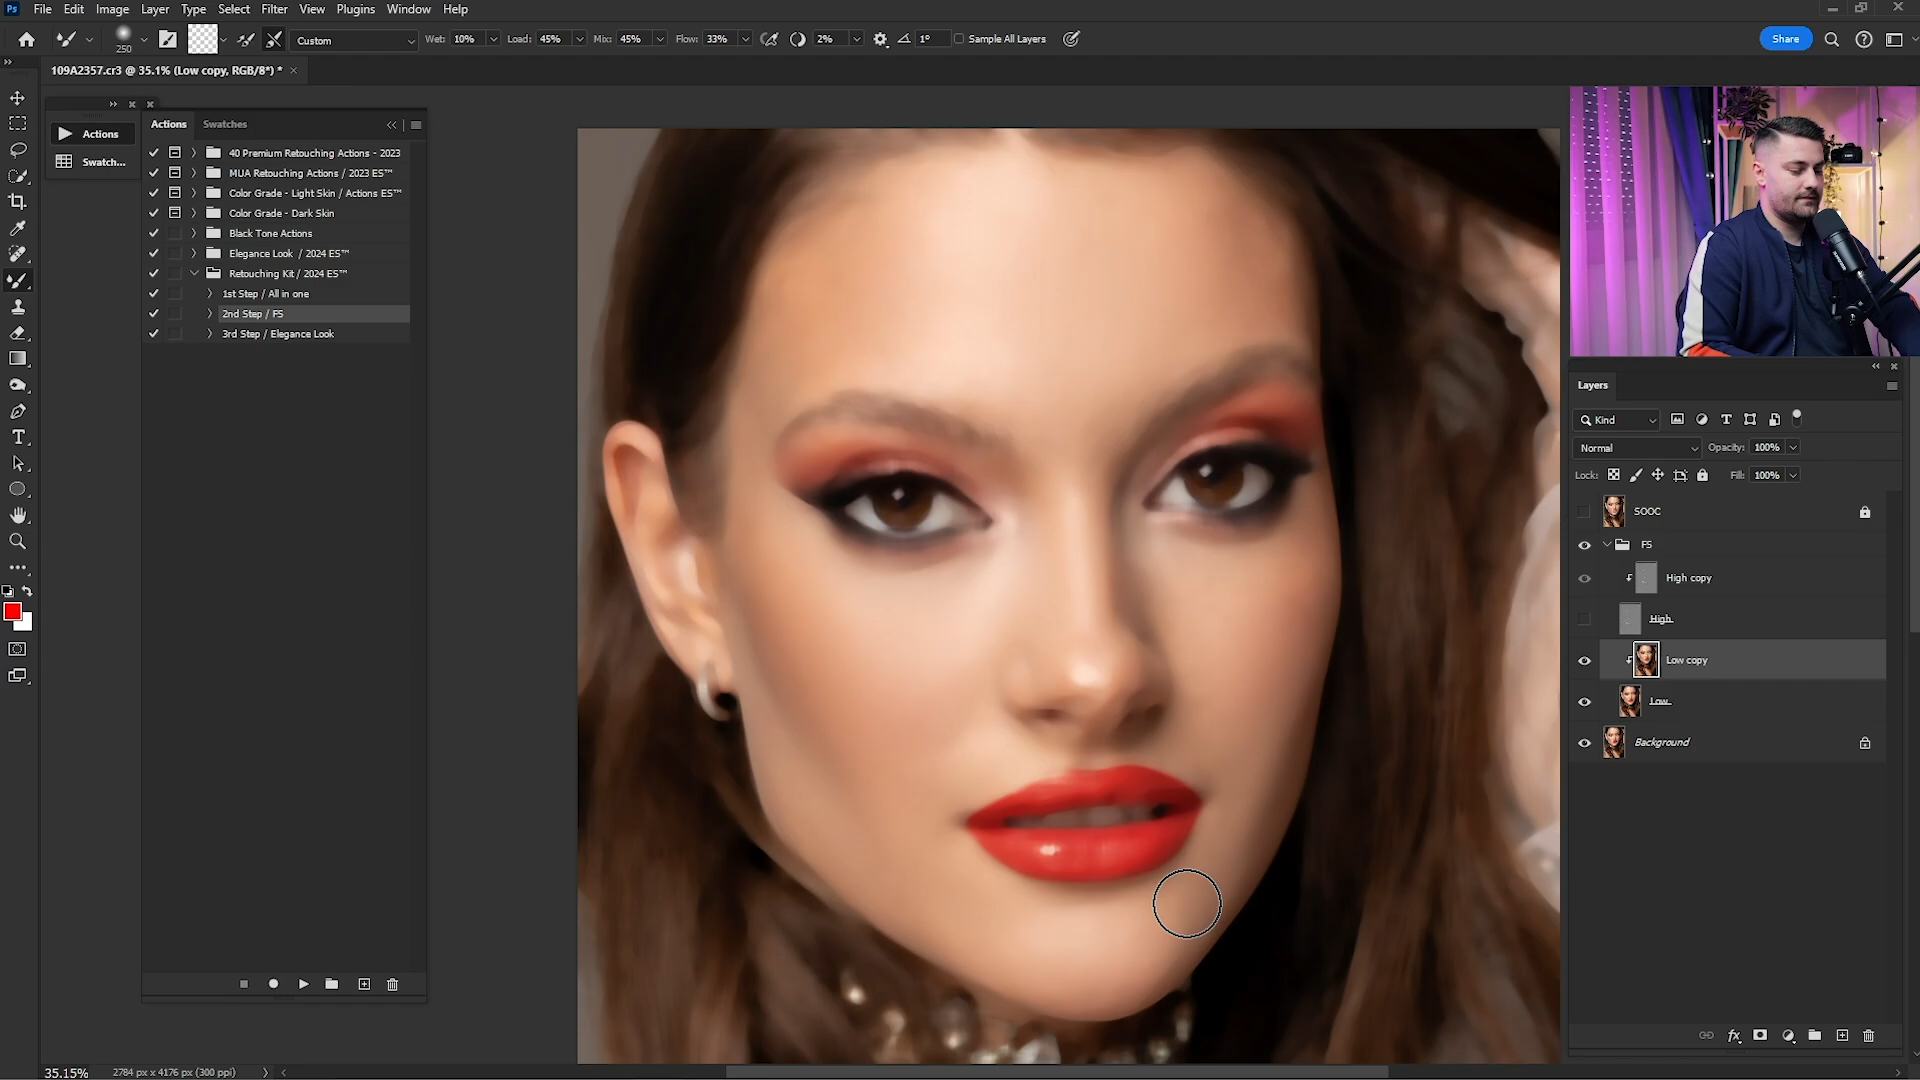 Ps File Edit Image Layer Type Select Filter View Plugins Window Help
250 Custom Wet: 10% Load: 45% Mix: 45% Flow: 33% 2% 1° Sample All Layers Share
109A2357.cr3 @ 35.1% (Low copy, RGB/8*) *
Actions
Swatch...
Actions Swatches
40 Premium Retouching Actions - 2023
MUA Retouching Actions / 2023 ES™
Color Grade - Light Skin / Actions ES™
Color Grade - Dark Skin
Black Tone Actions
Elegance Look / 2024 ES™
Retouching Kit / 2024 ES™
1st Step / All in one
2nd Step / FS
3rd Step / Elegance Look
Layers
Kind
Normal Opacity: 100%
Lock: Fill: 100%
SOOC
FS
High copy
High
Low copy
Low
Background
fx
35.15% 2784 px x 4176 px (300 ppi)